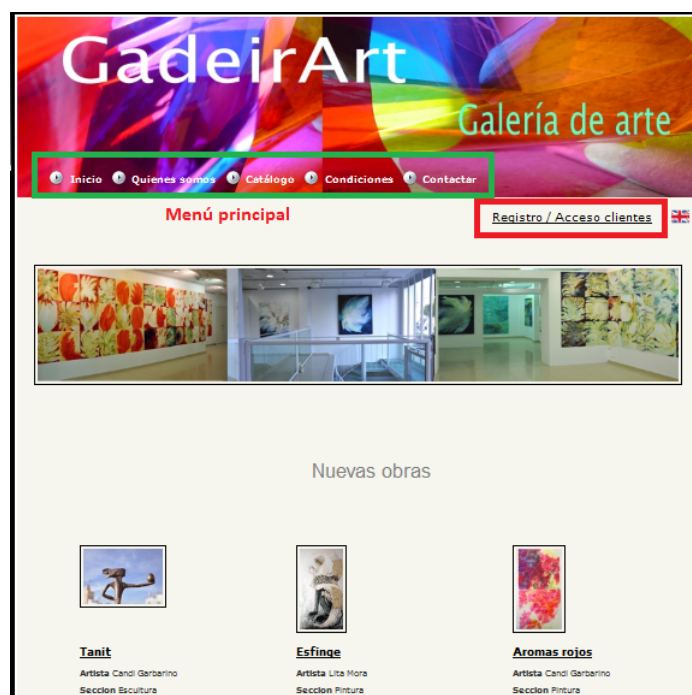 GadeirArt
Galería de arte
Inicio Quienes somos Catálogo Condiciones Contactar
Menú principal
Registro / Acceso clientes
Nuevas obras
Tanit Esfinge Aromas rojos
Artista Candi Garbarino Artista Lita Mora Artista Candi Garbarino
Seccion Escultura Seccion Pintura Seccion Pintura